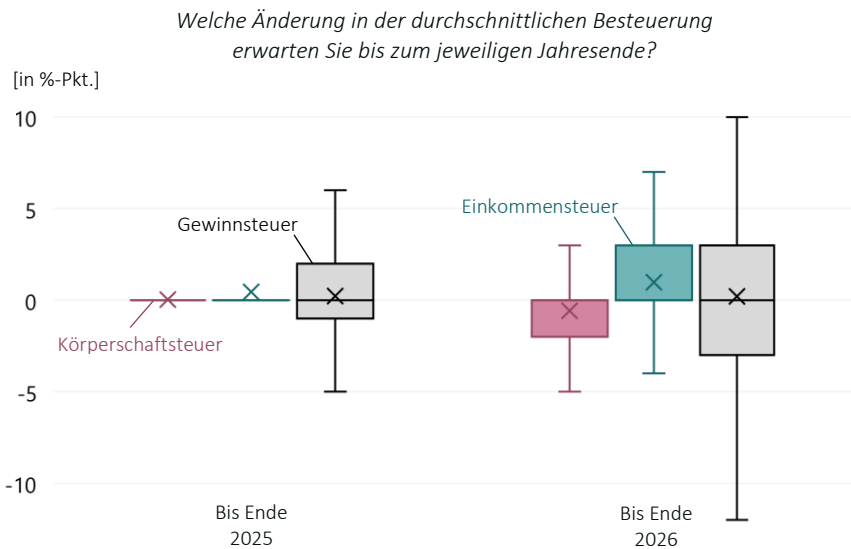 Welche Änderung in der durchschnittlichen Besteuerung
erwarten Sie bis zum jeweiligen Jahresende?
[in %-Pkt.]
10
5
0
-5
-10
Gewinnsteuer
Körperschaftsteuer
Einkommensteuer
Bis Ende
2025
Bis Ende
2026